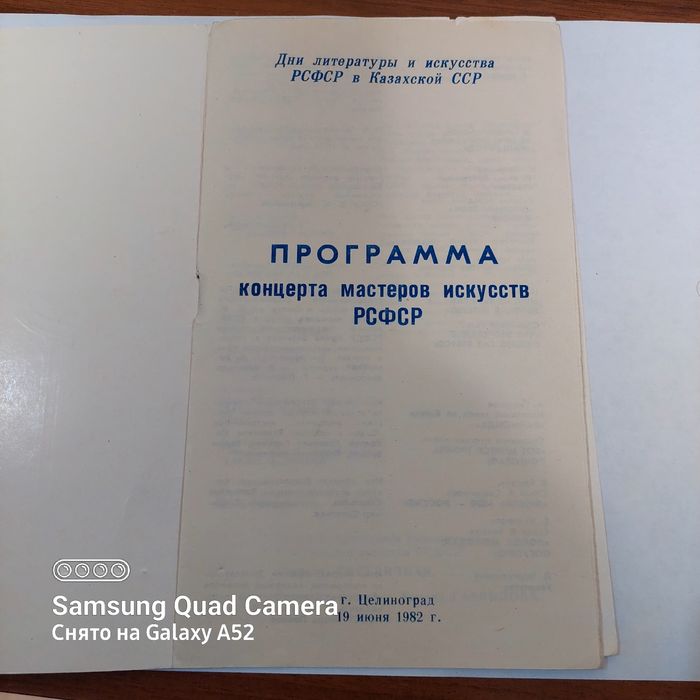 Дни литературы и искусства
РСФСР в Казахской ССР
ПРОГРАММА
концерта мастеров искусств
РСФСР
г. Целиноград
19 июня 1982 г.
Samsung Quad Camera
Снято на Galaxy A52